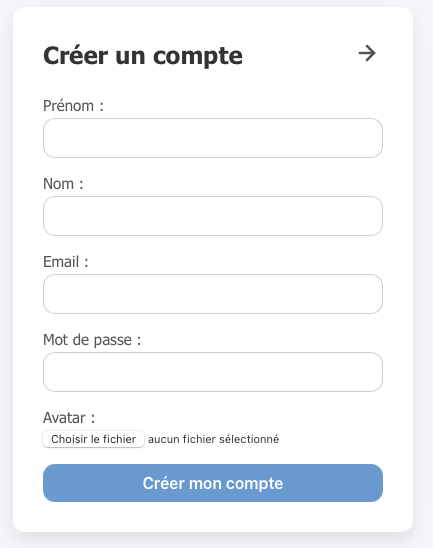 Créer un compte
Prénom :
Nom :
Email :
Mot de passe :
Avatar :
Choisir le fichier aucun fichier sélectionné
Créer mon compte